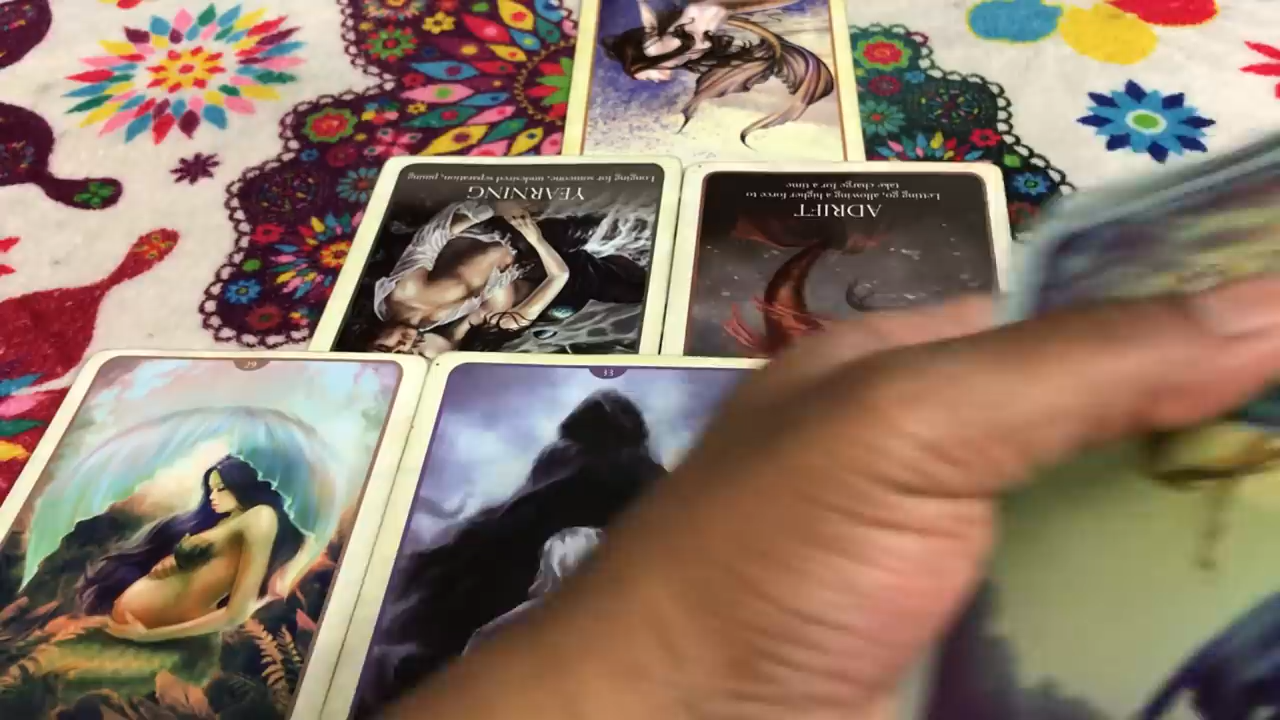 YEARNING
Longing for someone, undesired separation, pining
ADRIFT
Letting go, allowing a higher force to
take charge for a time
29
33